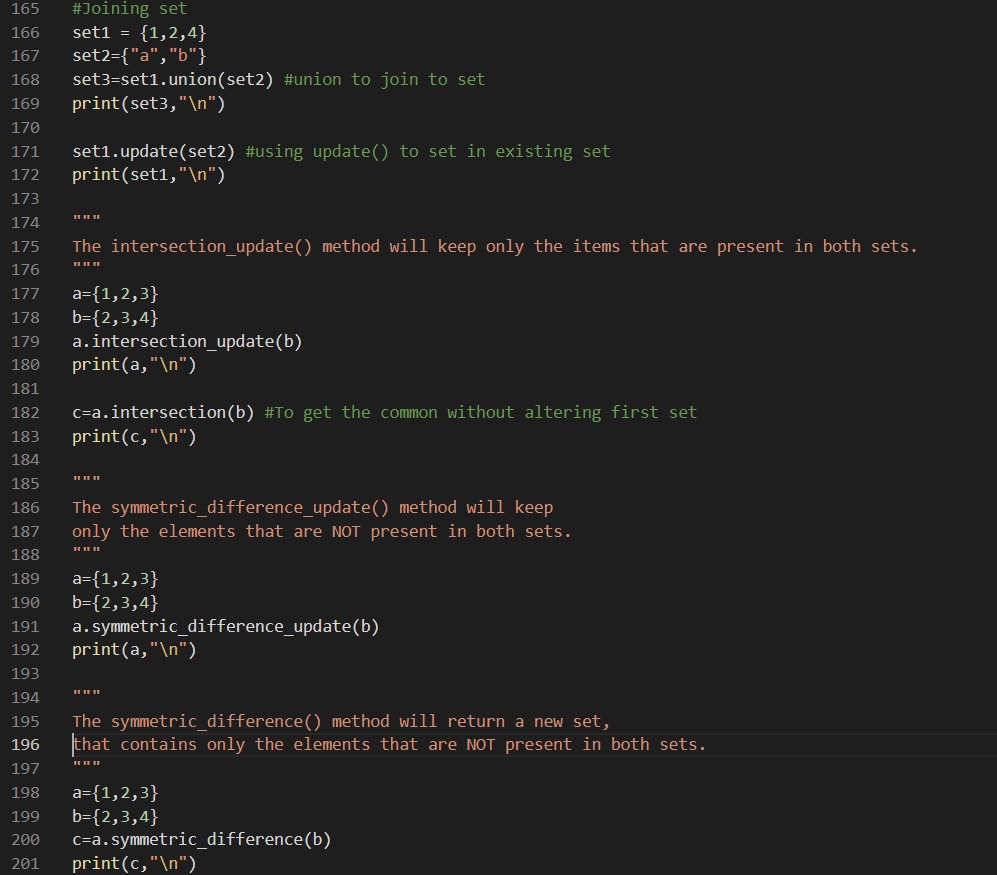 165 #Joining set
166 set1 = {1,2,4}
167 set2={"a","b"}
168 set3=set1.union(set2) #union to join to set
169 print(set3,"\n")
170
171 set1.update(set2) #using update() to set in existing set
172 print(set1,"\n")
173
174 """
175 The intersection_update() method will keep only the items that are present in both sets.
176 """
177 a={1,2,3}
178 b={2,3,4}
179 a.intersection_update(b)
180 print(a,"\n")
181
182 c=a.intersection(b) #To get the common without altering first set
183 print(c,"\n")
184
185 """
186 The symmetric_difference_update() method will keep
187 only the elements that are NOT present in both sets.
188 """
189 a={1,2,3}
190 b={2,3,4}
191 a.symmetric_difference_update(b)
192 print(a,"\n")
193
194 """
195 The symmetric_difference() method will return a new set,
196 that contains only the elements that are NOT present in both sets.
197 """
198 a={1,2,3}
199 b={2,3,4}
200 c=a.symmetric_difference(b)
201 print(c,"\n")